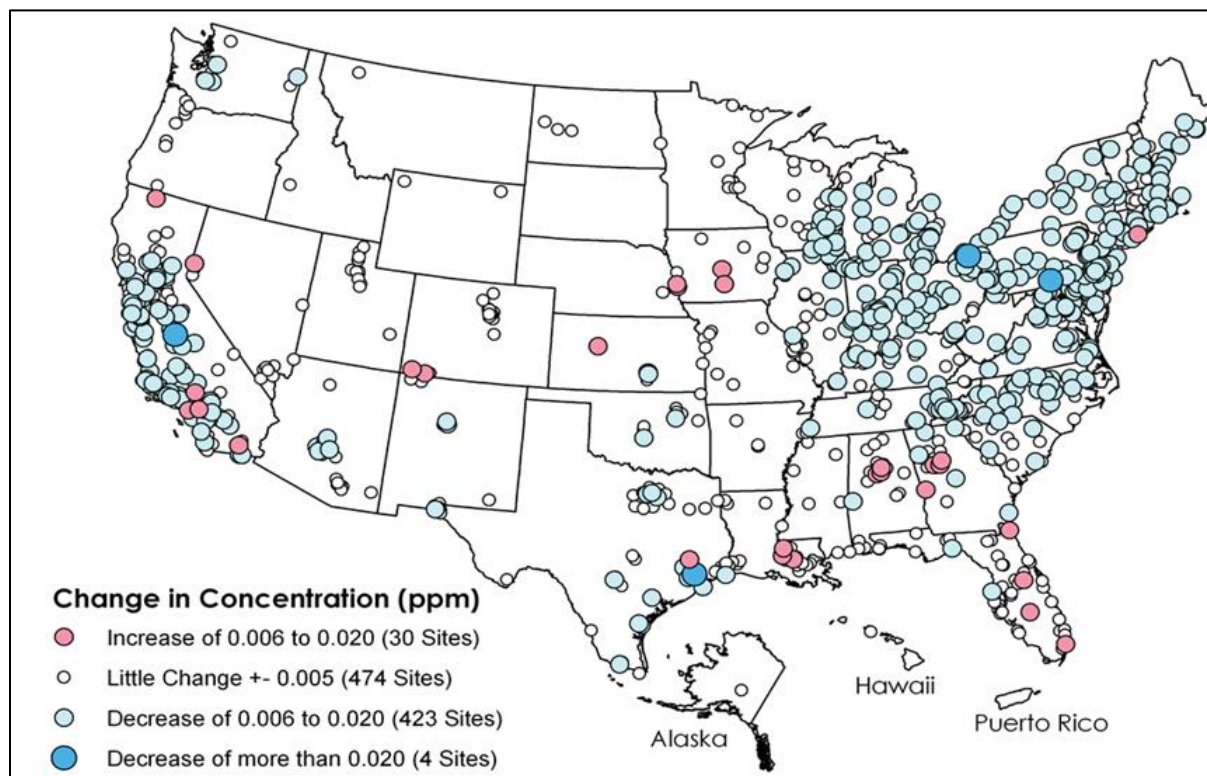 Change in Concentration (ppm)
Increase of 0.006 to 0.020 (30 Sites)
Little Change +- 0.005 (474 Sites)
Decrease of 0.006 to 0.020 (423 Sites)
Decrease of more than 0.020 (4 Sites)
Alaska
Hawaii
Puerto Rico